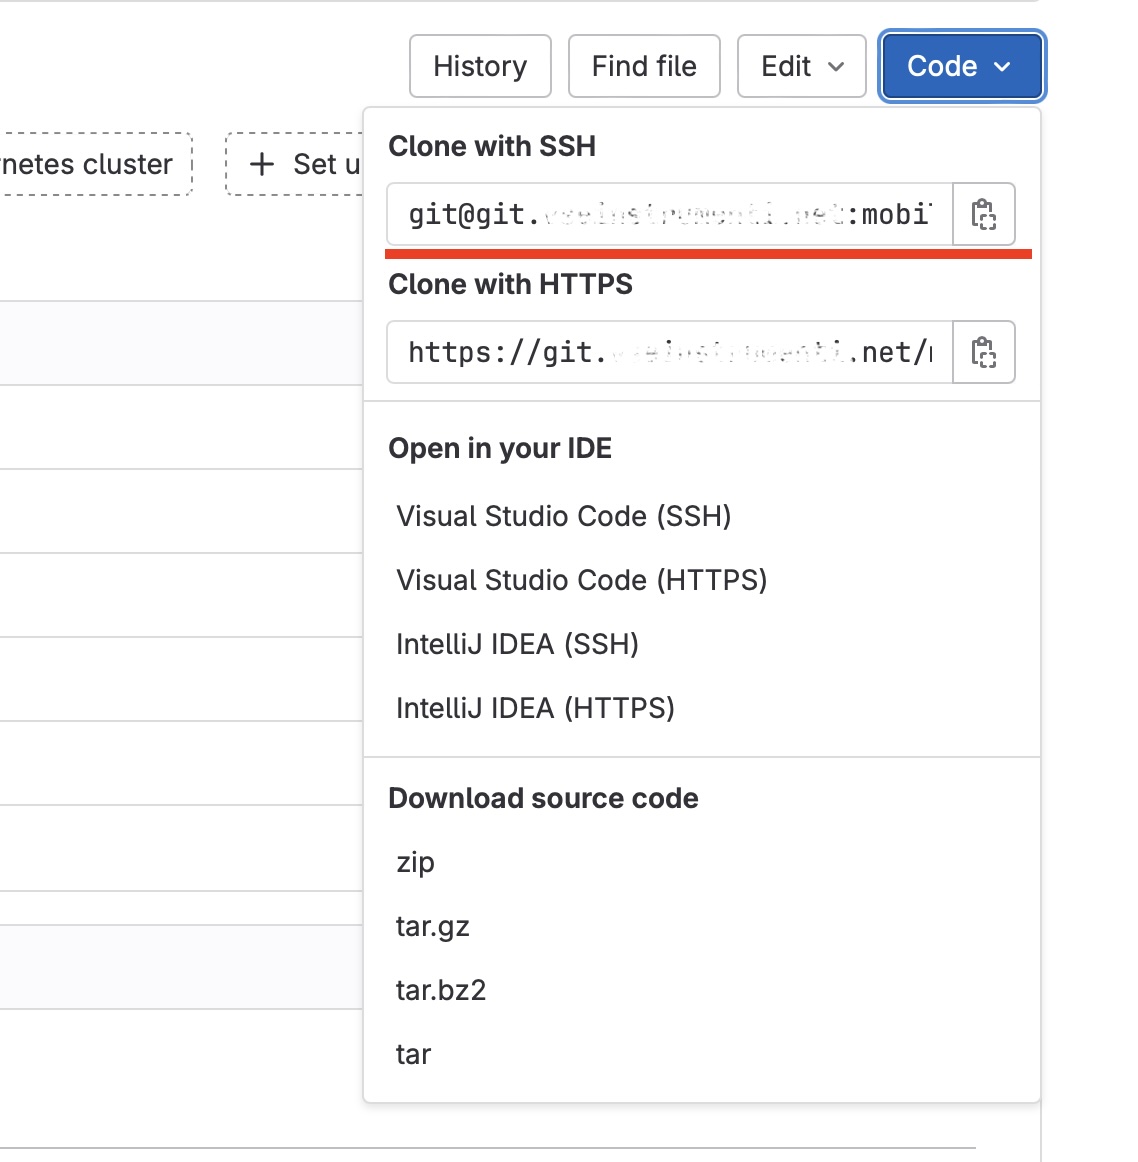 History
Find file
Edit
Code
netes cluster
+ Set u
Clone with SSH
git@git. :mobi
Clone with HTTPS
https://git. .net/
Open in your IDE
Visual Studio Code (SSH)
Visual Studio Code (HTTPS)
IntelliJ IDEA (SSH)
IntelliJ IDEA (HTTPS)
Download source code
zip
tar.gz
tar.bz2
tar